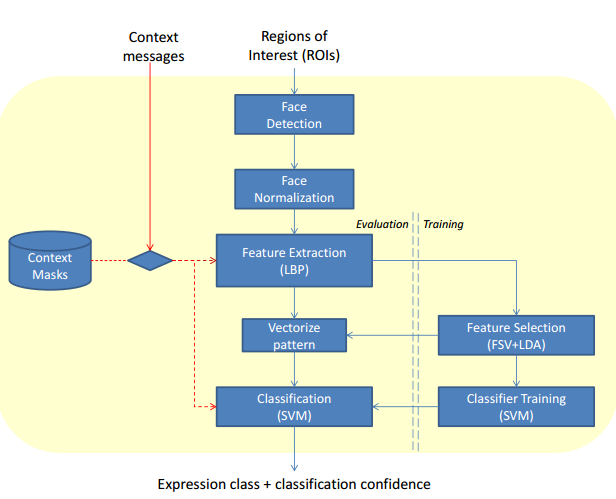 Context
messages
Regions of
Interest (ROIs)
Face
Detection
Face
Normalization
Evaluation
Training
Context
Masks
Feature Extraction
(LBP)
Vectorize
pattern
Feature Selection
(FSV+LDA)
Classification
(SVM)
Classifier Training
(SVM)
Expression class + classification confidence